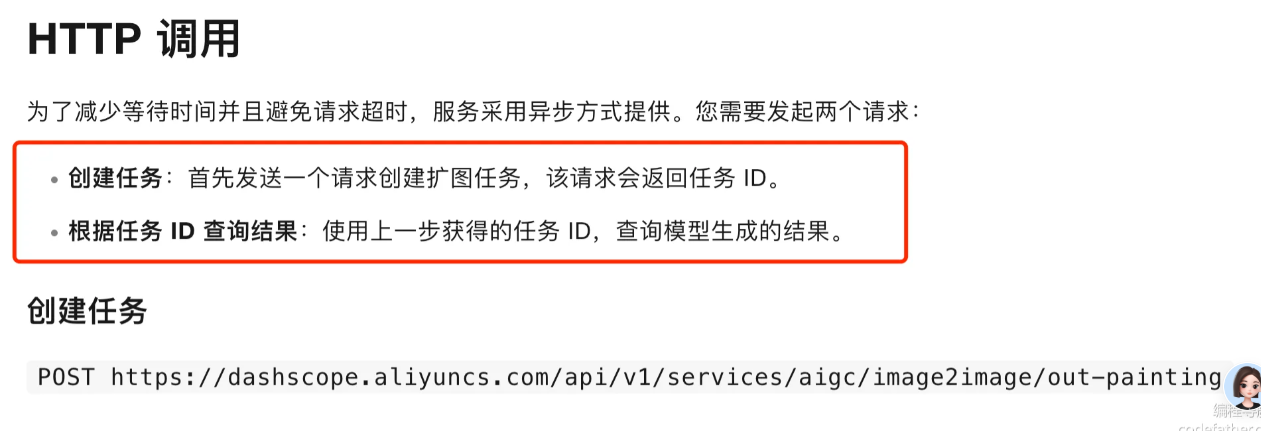 HTTP 调用
为了减少等待时间并且避免请求超时，服务采用异步方式提供。您需要发起两个请求：
• 创建任务：首先发送一个请求创建扩图任务，该请求会返回任务 ID。
• 根据任务 ID 查询结果：使用上一步获得的任务 ID，查询模型生成的结果。
创建任务
POST https://dashscope.aliyuncs.com/api/v1/services/aigc/image2image/out-painting